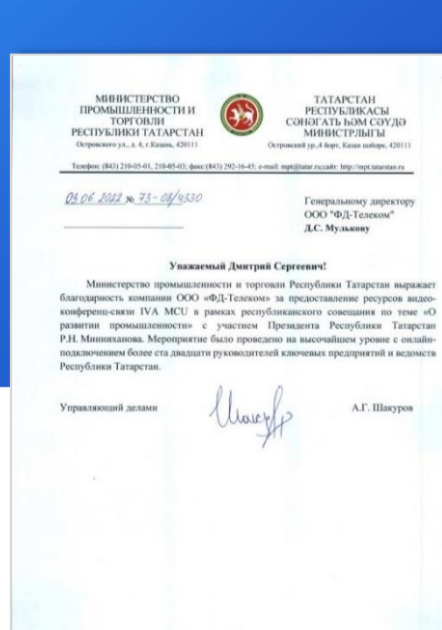 МИНИСТЕРСТВО
ПРОМЫШЛЕННОСТИ И
ТОРГОВЛИ
РЕСПУБЛИКИ ТАТАРСТАН
Островского ул., д. 4, г.Казань, 420111
ТАТАРСТАН
РЕСПУБЛИКАСЫ
СӘНӘГАТЬ ҺӘМ СӘҮДӘ
МИНИСТРЛЫГЫ
Островский ур.,4 йорт, Казан шәһәре, 420111
Телефон: (843) 210-05-01, 210-05-03; факс:(843) 292-16-45; e-mail: mpt@tatar.ru;сайт: http://mpt.tatarstan.ru
03.06.2022 № 73-08/4330
Генеральному директору
ООО "ФД-Телеком"
Д.С. Мулькову
Уважаемый Дмитрий Сергеевич!
Министерство промышленности и торговли Республики Татарстан выражает
благодарность компании ООО «ФД-Телеком» за предоставление ресурсов видео-
конференц-связи IVA MCU в рамках республиканского совещания по теме «О
развитии промышленности» с участием Президента Республики Татарстан
Р.Н. Минниханова. Мероприятие было проведено на высочайшем уровне с онлайн-
подключением более ста двадцати руководителей ключевых предприятий и ведомств
Республики Татарстан.
Управляющий делами
А.Г. Шакуров